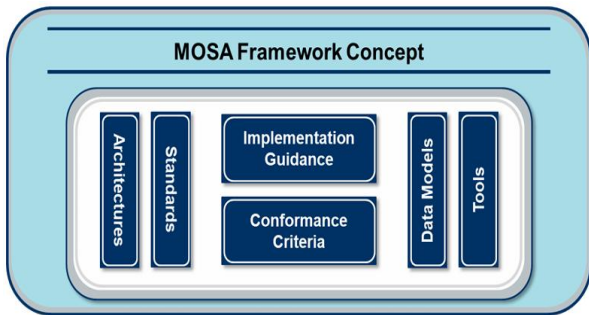 MOSA Framework Concept
Architectures
Standards
Implementation
Guidance
Conformance
Criteria
Data Models
Tools